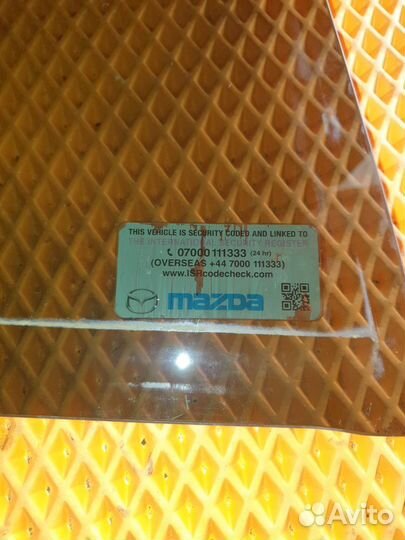 THIS VEHICLE IS SECURITY CODED AND LINKED TO
THE INTERNATIONAL SECURITY REGISTER
07000 111333 (24 hr)
(OVERSEAS +44 7000 111333)
www.ISRcodecheck.com
mazda
Avito